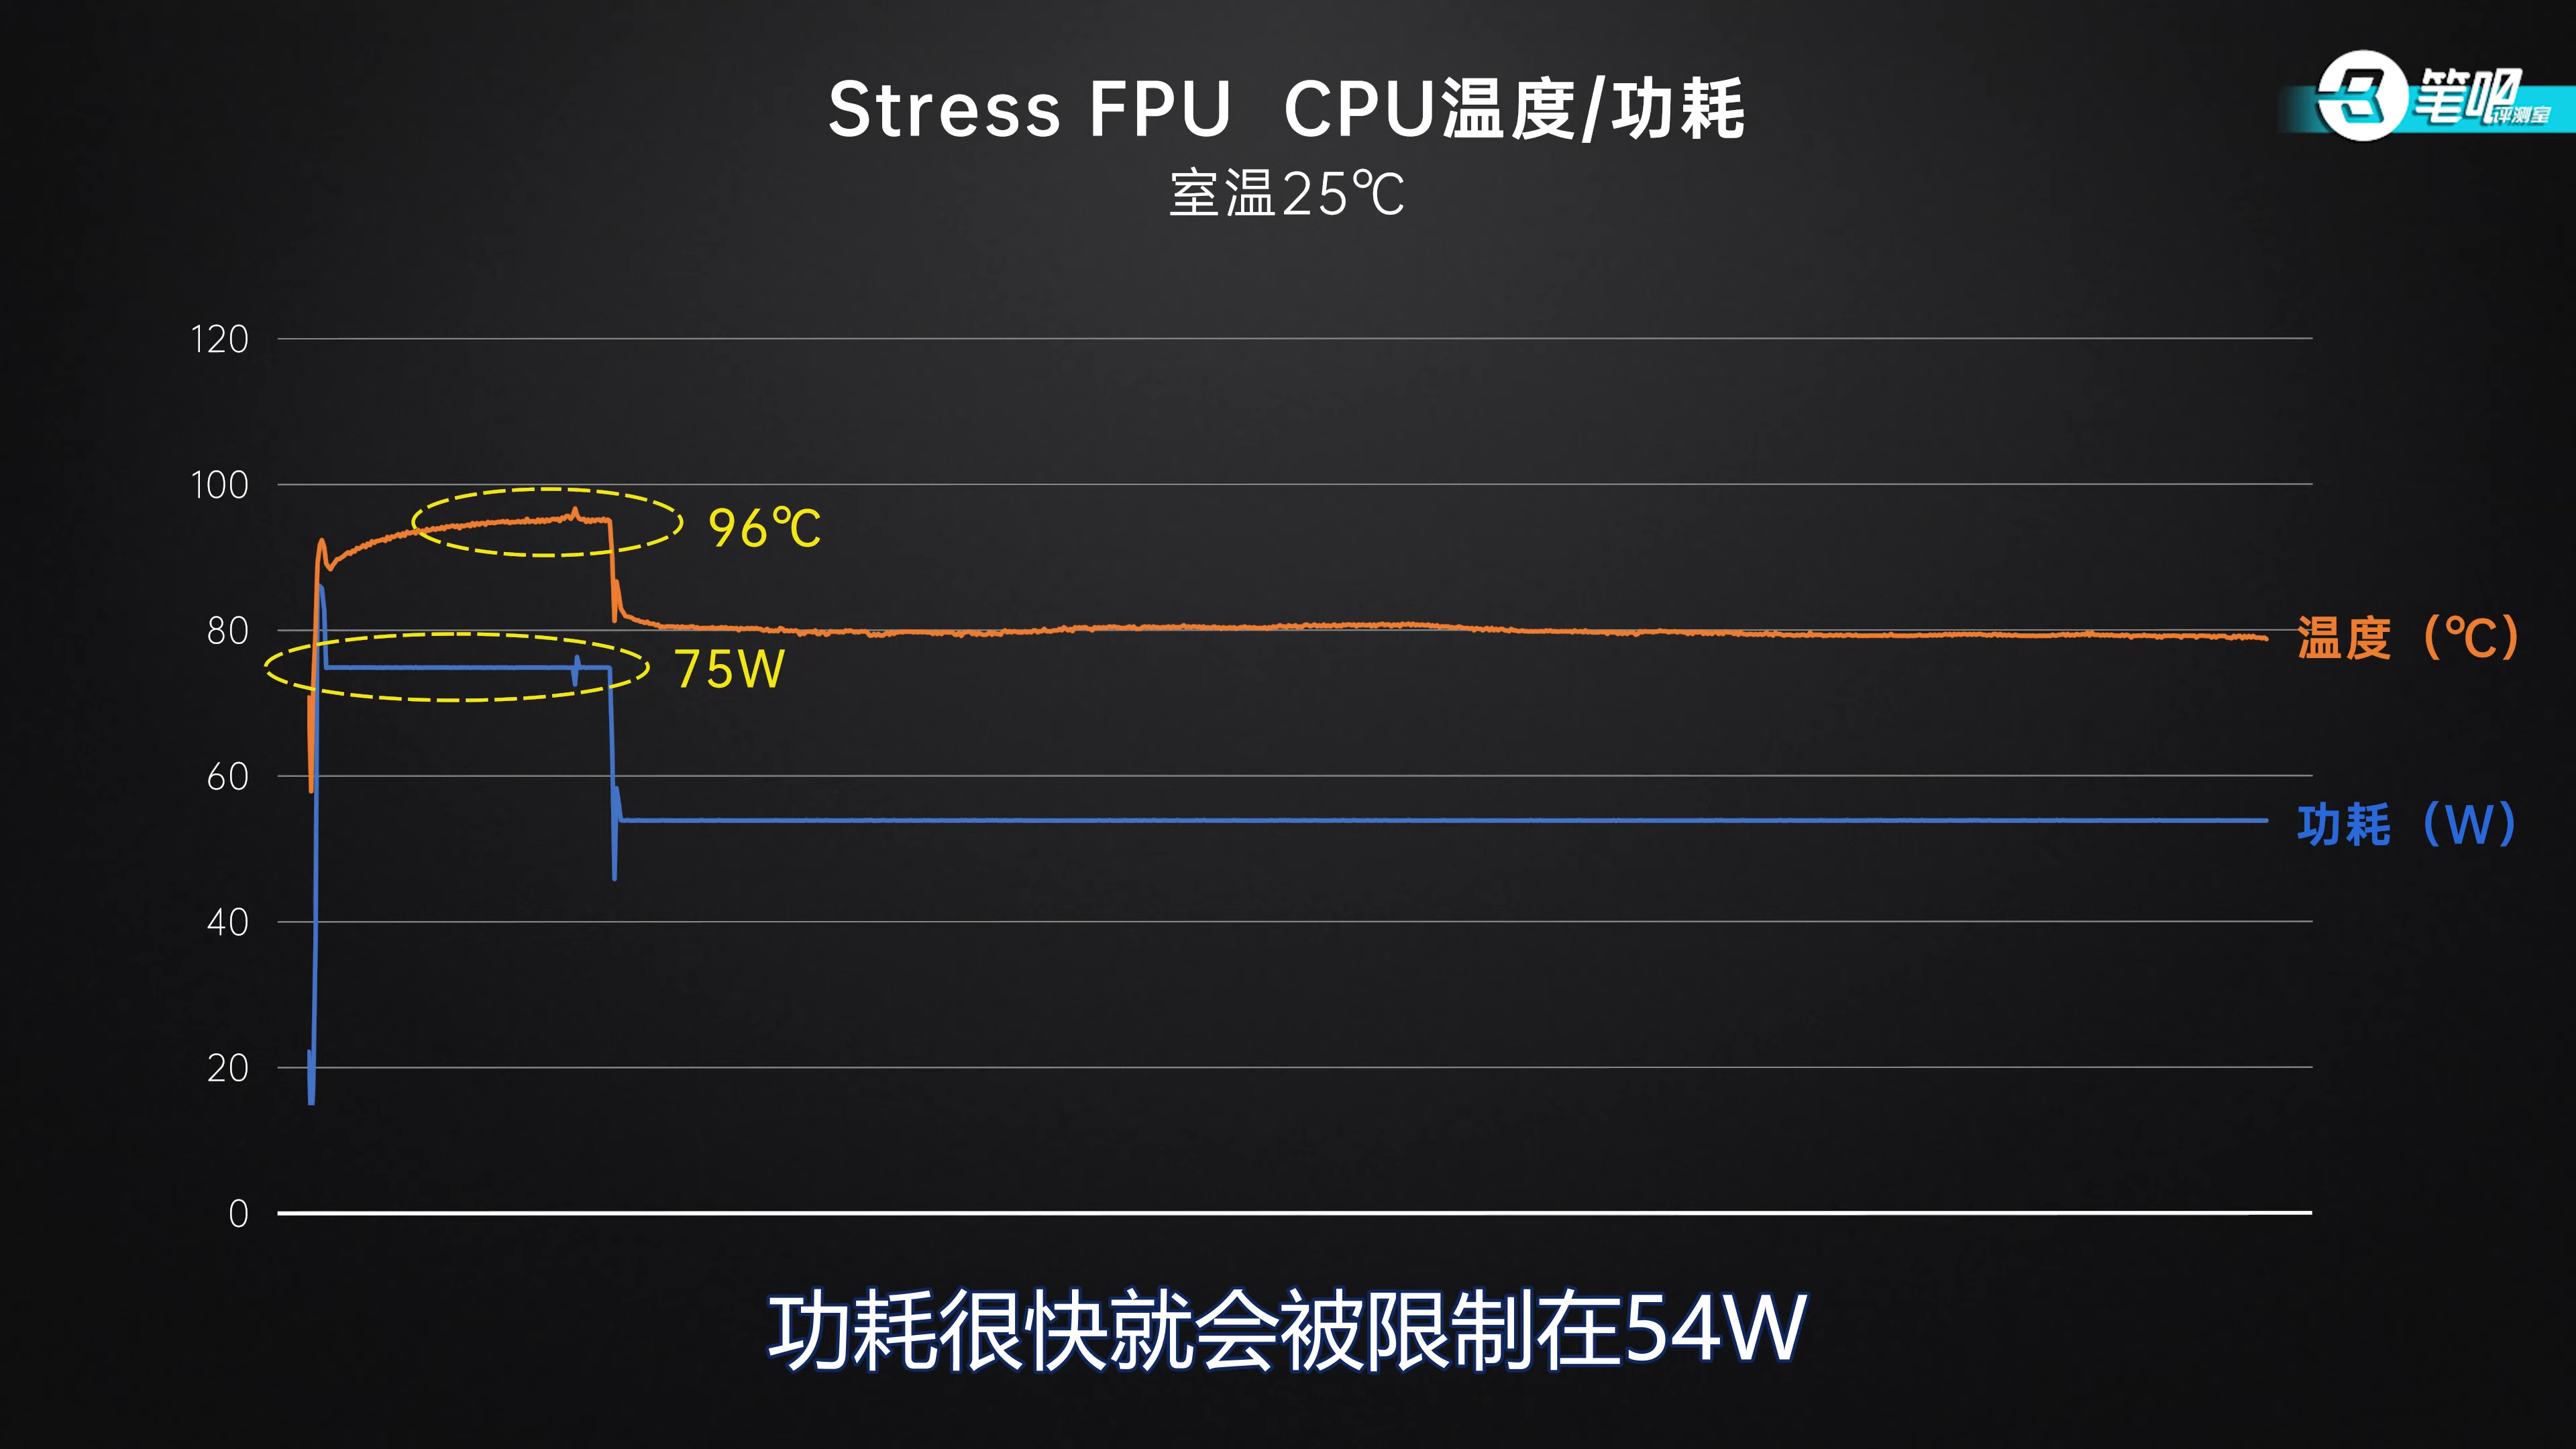 Stress FPU CPU温度/功耗
室温25℃
笔吧
评测室
120
100
96℃
80
温度（℃）
75W
60
功耗（W）
40
20
0
功耗很快就会被限制在54W